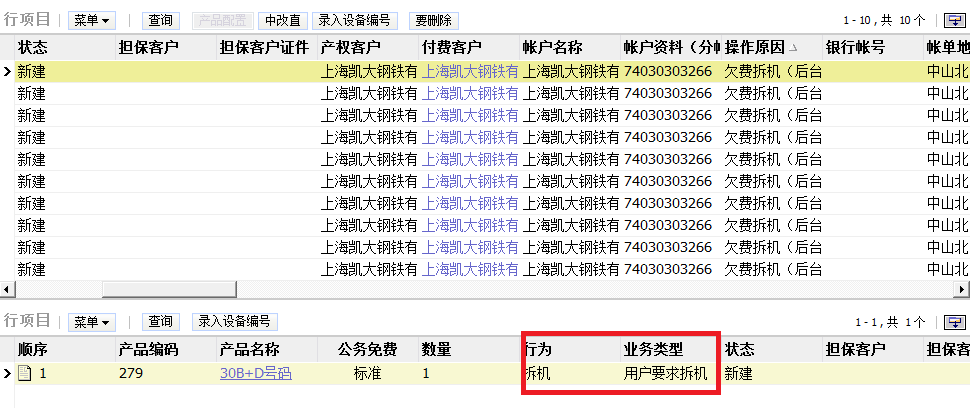 行项目 菜单 查询 产品配置 中改直 录入设备编号 要删除 1 - 10 , 共 10 个
状态 担保客户 担保客户证件 产权客户 付费客户 帐户名称 帐户资料（分帐 操作原因 银行帐号 帐单地
新建 上海凯大钢铁有 上海凯大钢铁有 上海凯大钢铁有 74030303266 欠费拆机（后台 中山北
新建 上海凯大钢铁有 上海凯大钢铁有 上海凯大钢铁有 74030303266 欠费拆机（后台 中山北
新建 上海凯大钢铁有 上海凯大钢铁有 上海凯大钢铁有 74030303266 欠费拆机（后台 中山北
新建 上海凯大钢铁有 上海凯大钢铁有 上海凯大钢铁有 74030303266 欠费拆机（后台 中山北
新建 上海凯大钢铁有 上海凯大钢铁有 上海凯大钢铁有 74030303266 欠费拆机（后台 中山北
新建 上海凯大钢铁有 上海凯大钢铁有 上海凯大钢铁有 74030303266 欠费拆机（后台 中山北
新建 上海凯大钢铁有 上海凯大钢铁有 上海凯大钢铁有 74030303266 欠费拆机（后台 中山北
新建 上海凯大钢铁有 上海凯大钢铁有 上海凯大钢铁有 74030303266 欠费拆机（后台 中山北
新建 上海凯大钢铁有 上海凯大钢铁有 上海凯大钢铁有 74030303266 欠费拆机（后台 中山北
新建 上海凯大钢铁有 上海凯大钢铁有 上海凯大钢铁有 74030303266 欠费拆机（后台 中山北
行项目 菜单 查询 录入设备编号 1 - 1 , 共 1 个
顺序 产品编码 产品名称 公务免费 数量 行为 业务类型 状态 担保客户 担保客
1 279 30B+D号码 标准 1 拆机 用户要求拆机 新建